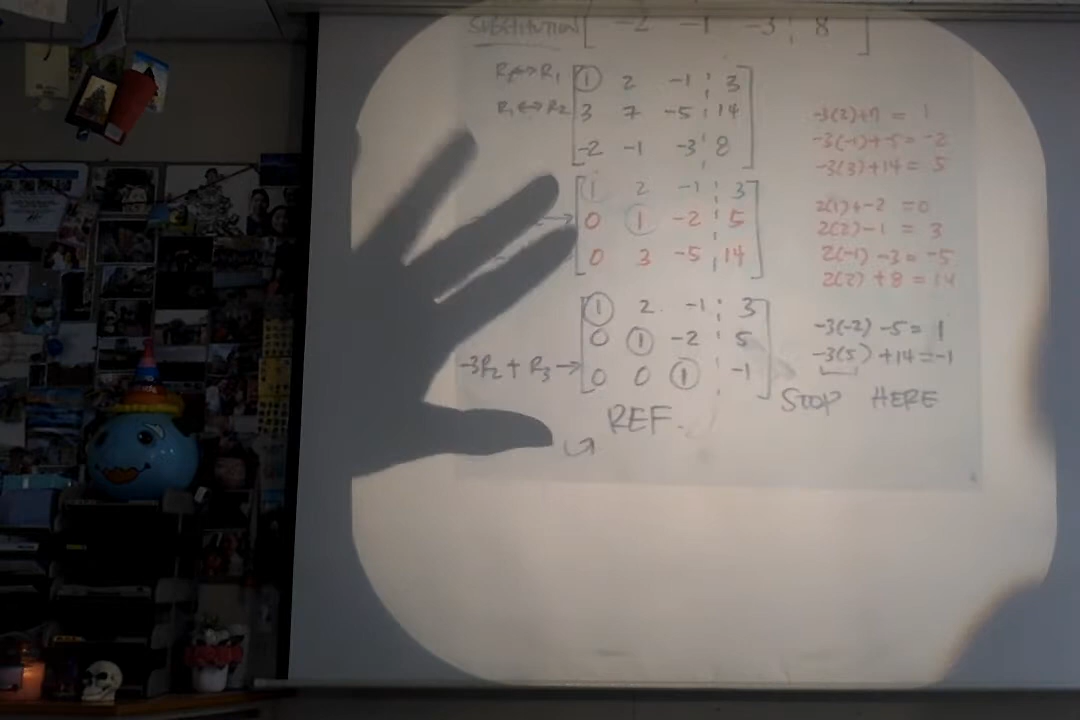 SUBSTITUTION [ -2 -1 -3 ¦ 8 ]
R2↔R1 [ 1 2 -1 ¦ 3
R1↔R2 3 7 -5 ¦ 14
-2 -1 -3 ¦ 8 ]
[ 1 2 -1 ¦ 3
→ 0 1 -2 ¦ 5
0 3 -5 ¦ 14 ]
[ 1 2 -1 ¦ 3
0 1 -2 ¦ 5
-3R2 + R3 → 0 0 1 ¦ -1 ]
REF.
-3(2)+7 = 1
-3(-1)+-5 = -2
-3(3)+14 = 5
2(1)+-2 = 0
2(2)-1 = 3
2(-1)-3 = -5
2(2)+8 = 14
-3(-2)-5 = 1
-3(5)+14 = -1
STOP HERE